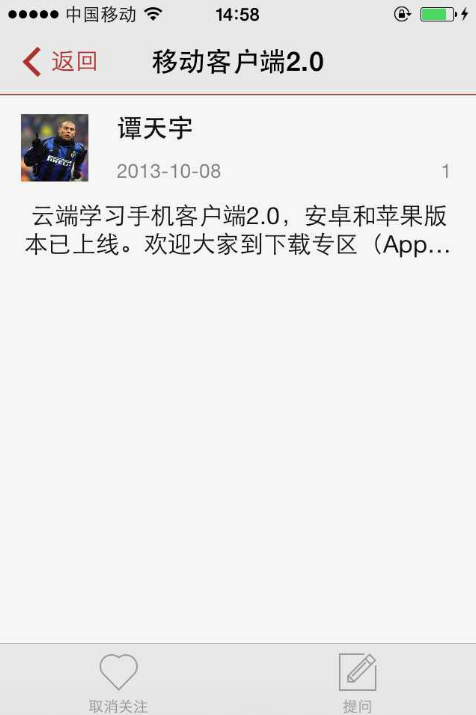 中国移动 14:58
返回 移动客户端2.0
谭天宇
2013-10-08 1
云端学习手机客户端2.0，安卓和苹果版
本已上线。欢迎大家到下载专区（App...
取消关注 提问